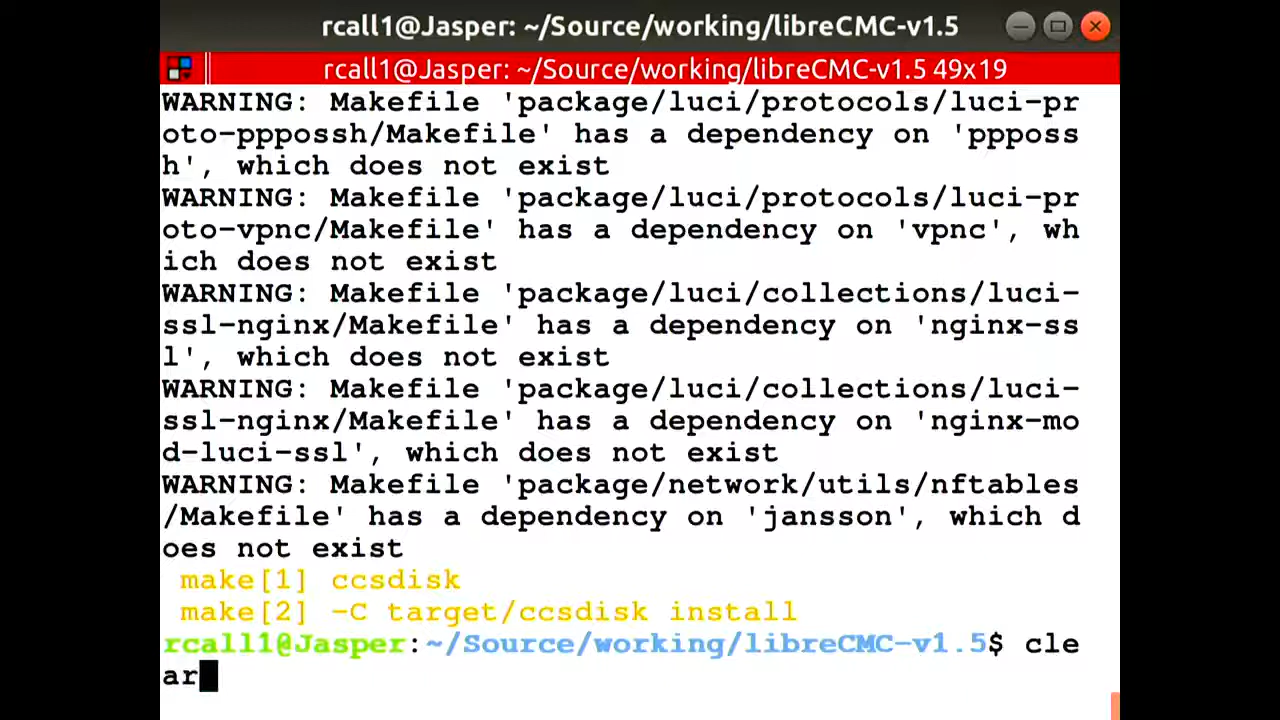 rcall1@Jasper: ~/Source/working/libreCMC-v1.5
rcall1@Jasper: ~/Source/working/libreCMC-v1.5 49x19
WARNING: Makefile 'package/luci/protocols/luci-pr
oto-pppossh/Makefile' has a dependency on 'pppos​s
h', which does not exist
WARNING: Makefile 'package/luci/protocols/luci-pr
oto-vpnc/Makefile' has a dependency on 'vpnc', wh
ich does not exist
WARNING: Makefile 'package/luci/collections/luci-
ssl-nginx/Makefile' has a dependency on 'nginx-ss
l', which does not exist
WARNING: Makefile 'package/luci/collections/luci-
ssl-nginx/Makefile' has a dependency on 'nginx-mo
d-luci-ssl', which does not exist
WARNING: Makefile 'package/network/utils/nftables
/Makefile' has a dependency on 'jansson', which d
oes not exist
make[1] ccsdisk
make[2] -C target/ccsdisk install
rcall1@Jasper:~/Source/working/libreCMC-v1.5$ cle
ar